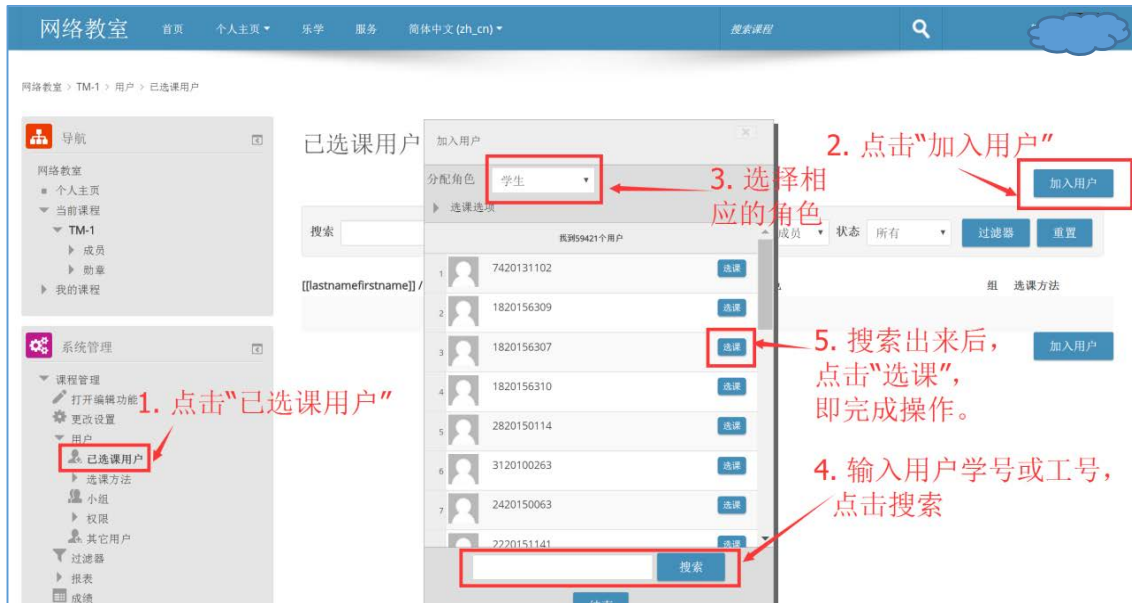 网络教室 首页 个人主页 乐学 服务 简体中文 (zh_cn) 搜索课程
网络教室 > TM-1 > 用户 > 已选课用户
导航
网络教室
个人主页
当前课程
TM-1
成员
勋章
我的课程
系统管理
课程管理
打开编辑功能
更改设置
用户
已选课用户
选课方法
小组
权限
其它用户
过滤器
报表
成绩
1. 点击“已选课用户”
已选课用户
2. 点击“加入用户”
加入用户
搜索
成员 状态 所有 过滤器 重置
[[lastnamefirstname]] /
组 选课方法
加入用户
加入用户
分配角色 学生
选课选项
3. 选择相
应的角色
找到59421个用户
1 7420131102 选课
2 1820156309 选课
3 1820156307 选课
4 1820156310 选课
5 2820150114 选课
6 3120100263 选课
7 2420150063 选课
2220151141 选课
搜索
结束
5. 搜索出来后，
点击“选课”，
即完成操作。
4. 输入用户学号或工号，
点击搜索